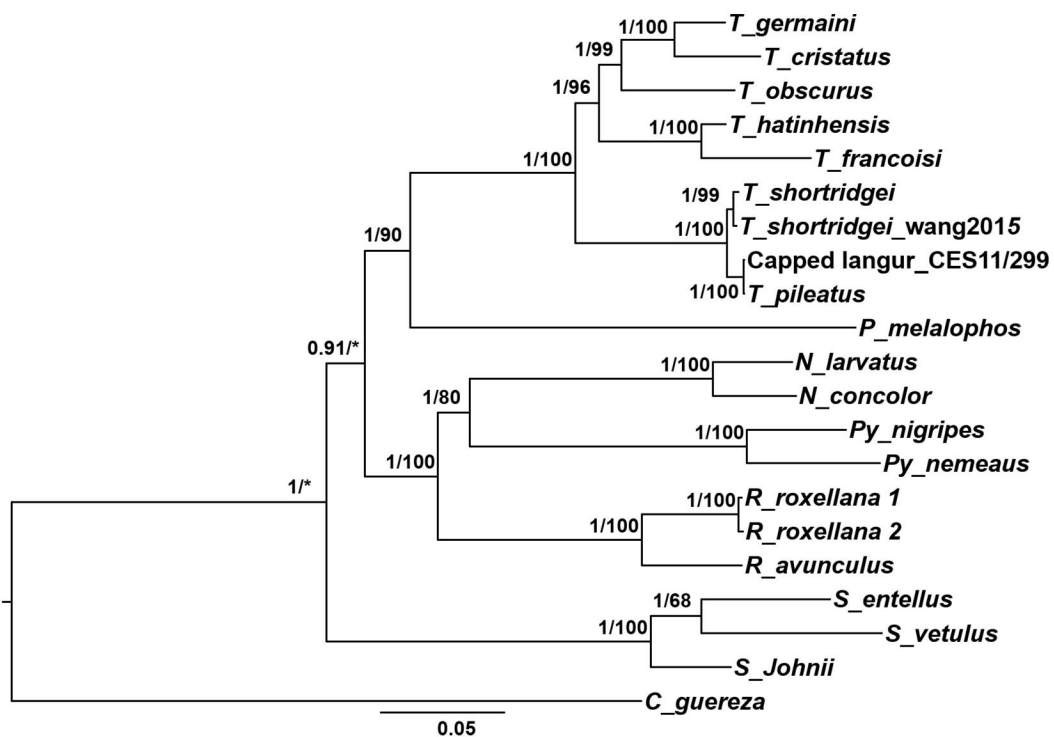 T_germaini
1/100
T_cristatus
1/99
T_obscurus
1/96
T_hatinhensis
1/100
T_francoisi
1/100
T_shortridgei
1/99
T_shortridgei_wang2015
1/100
Capped langur_CES11/299
1/100
T_pileatus
1/90
P_melalophos
0.91/*
N_larvatus
1/100
N_concolor
1/80
Py_nigripes
1/100
Py_nemeaus
1/100
1/*
R_roxellana 1
1/100
R_roxellana 2
1/100
R_avunculus
S_entellus
1/68
S_vetulus
1/100
S_Johnii
C_guereza
0.05